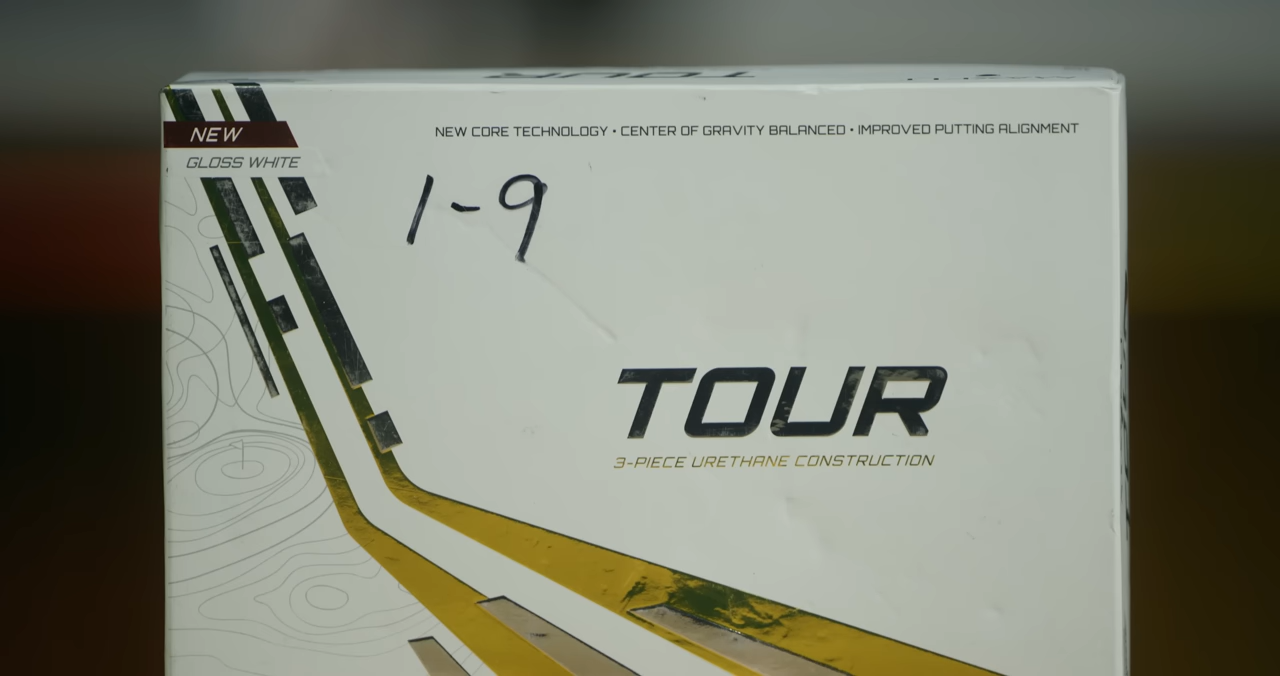 TOUR
NEW
GLOSS WHITE
NEW CORE TECHNOLOGY • CENTER OF GRAVITY BALANCED • IMPROVED PUTTING ALIGNMENT
1-9
TOUR
3-PIECE URETHANE CONSTRUCTION